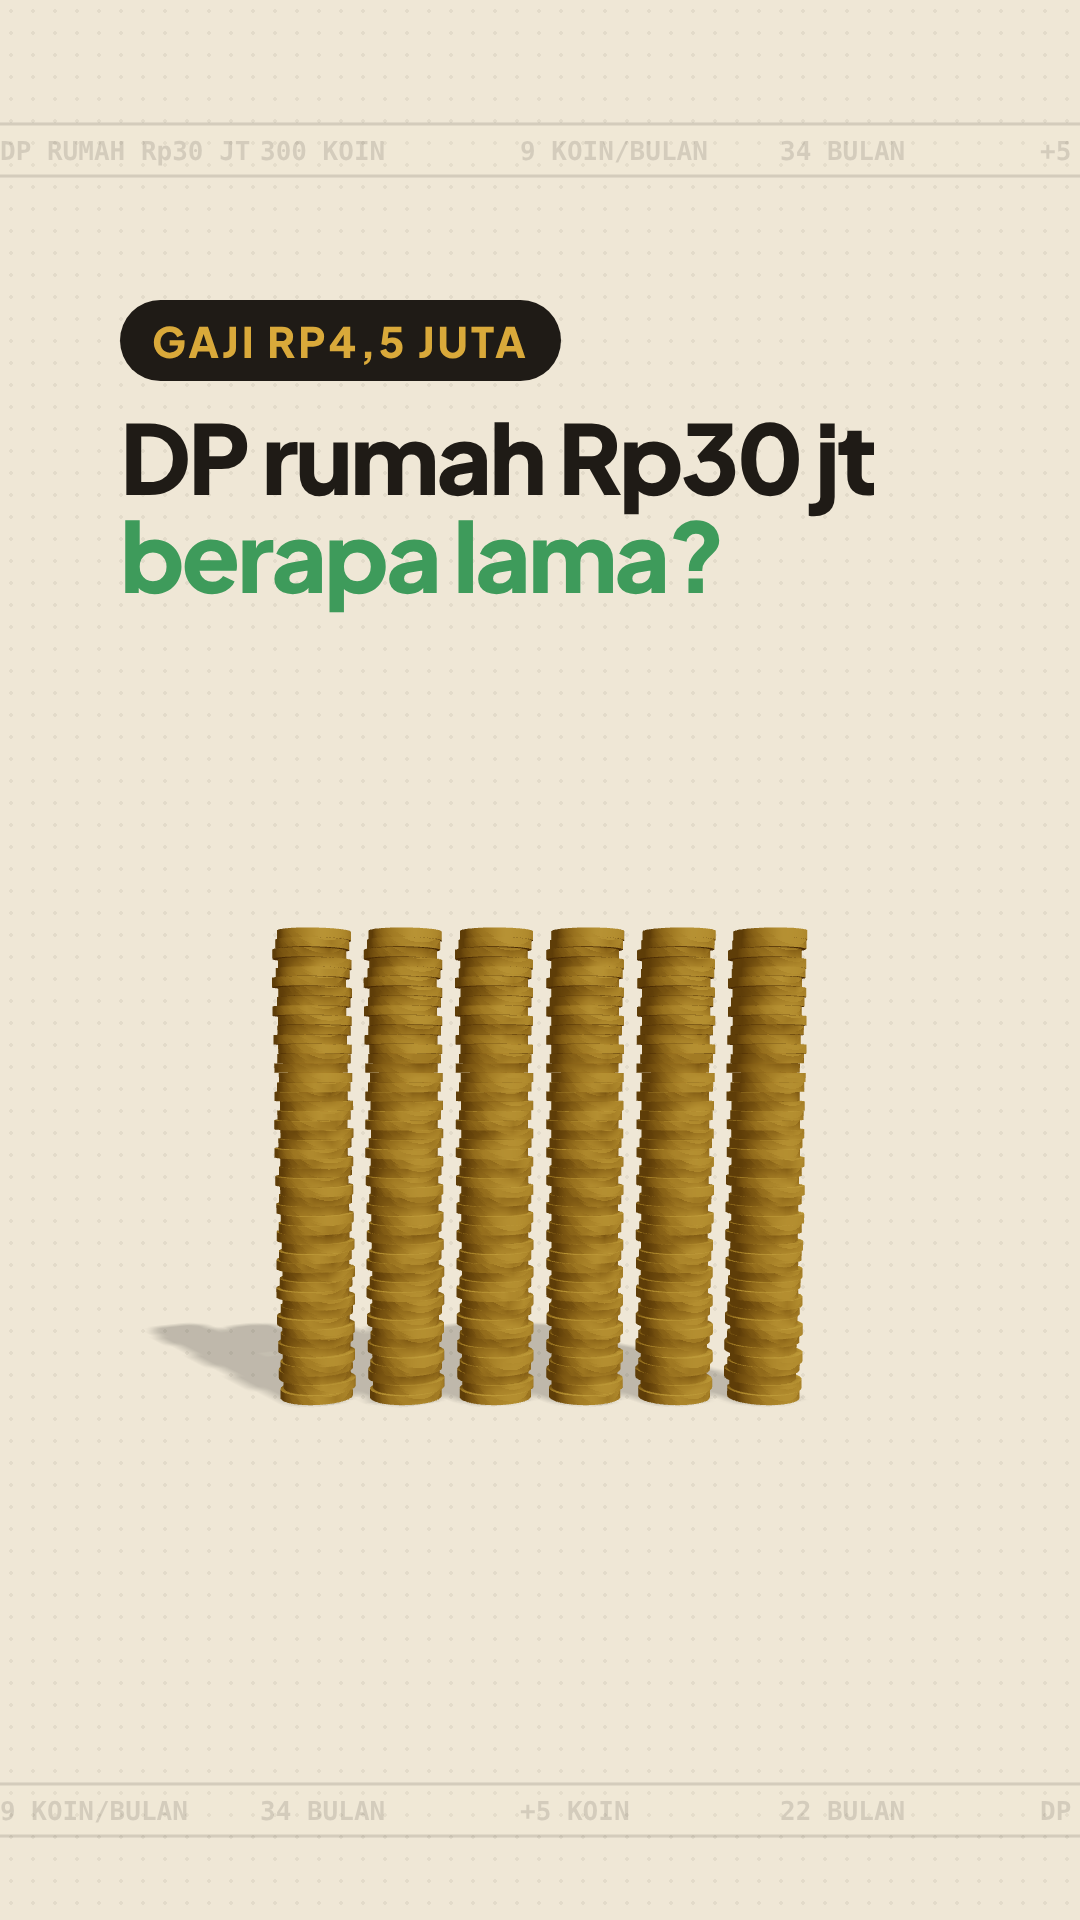 DP RUMAH Rp30 JT 300 KOIN 9 KOIN/BULAN 34 BULAN +5
GAJI RP4,5 JUTA
DP rumah Rp30 jt
berapa lama?
9 KOIN/BULAN 34 BULAN +5 KOIN 22 BULAN DP